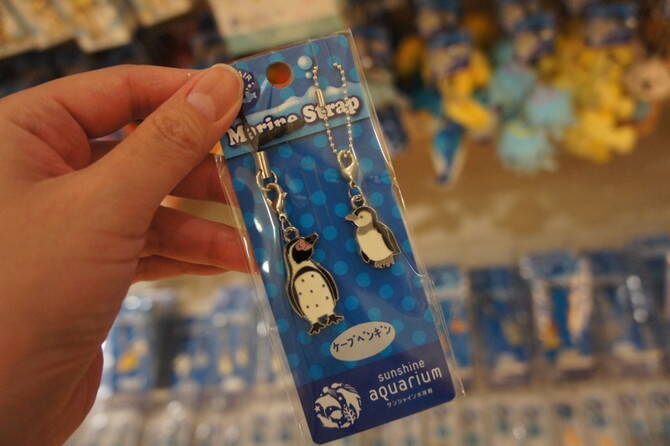 Marine Strap
ケープペンギン
sunshine
aquarium
サンシャイン水族館